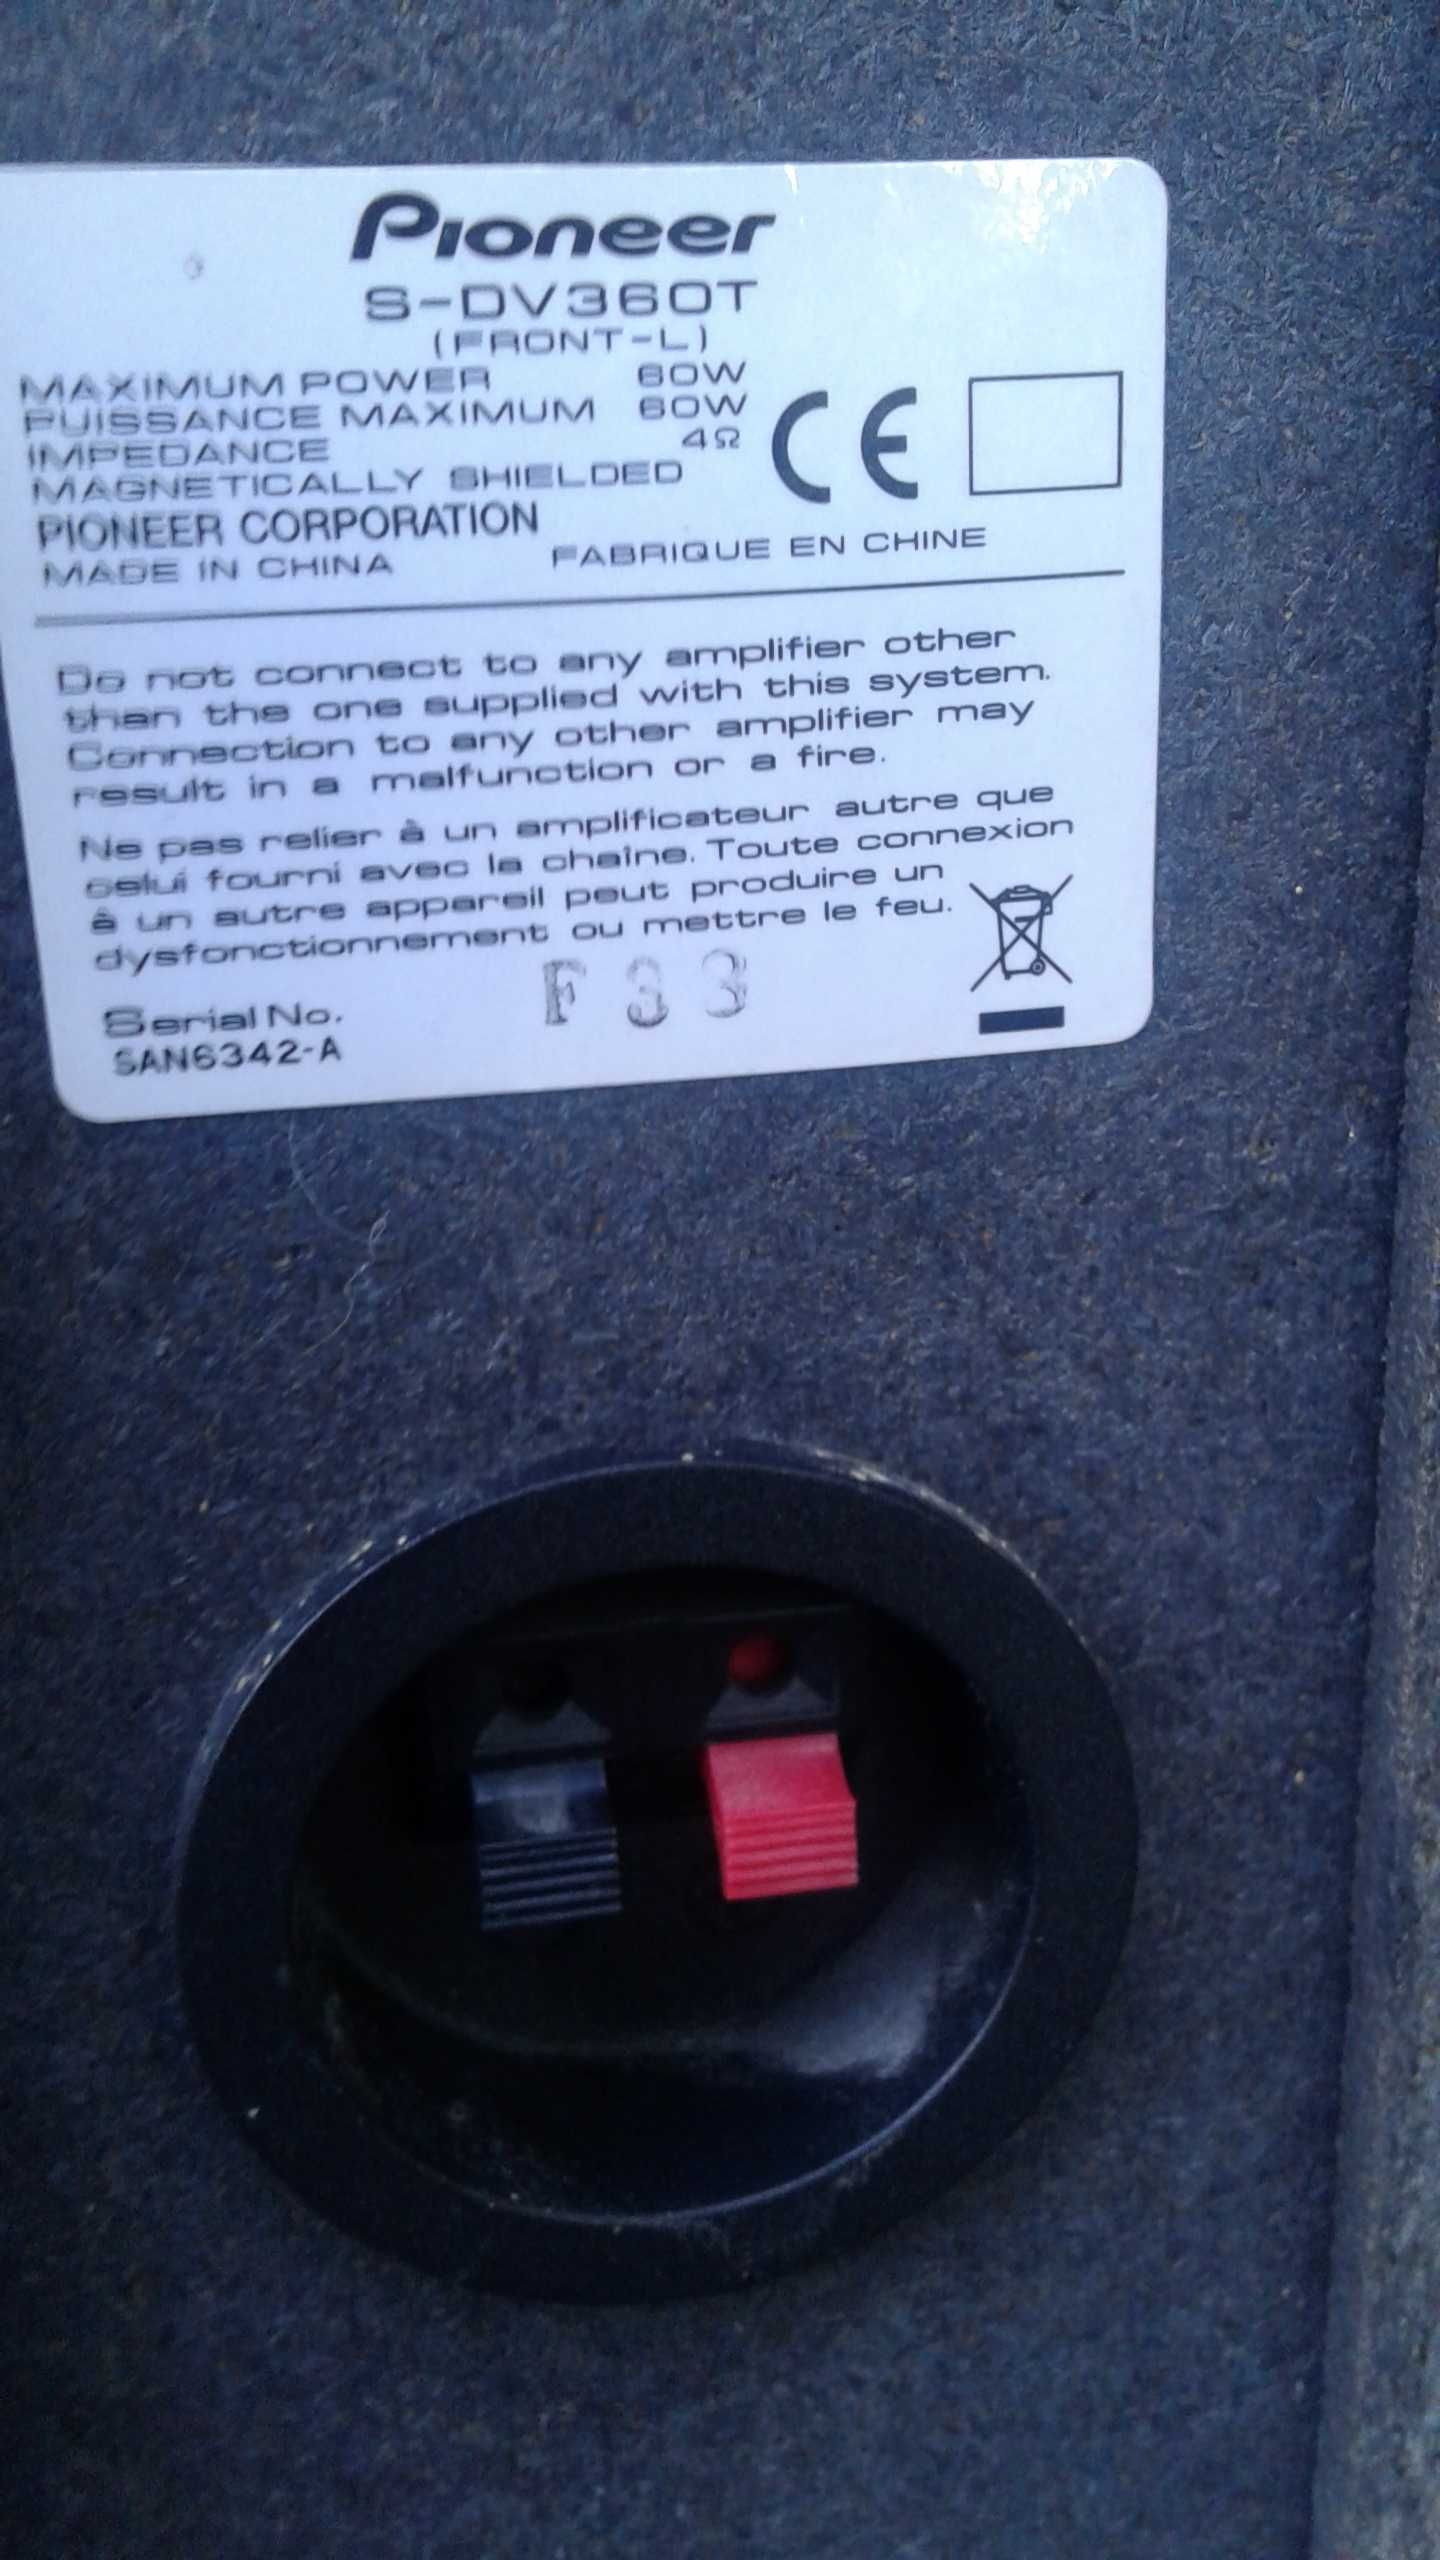 Pioneer
S-DV360T
(FRONT-L)
MAXIMUM POWER 60W
PUISSANCE MAXIMUM 60W
IMPEDANCE 4Ω
MAGNETICALLY SHIELDED
PIONEER CORPORATION
MADE IN CHINA FABRIQUE EN CHINE
CE
Do not connect to any amplifier other
than the one supplied with this system.
Connection to any other amplifier may
result in a malfunction or a fire.
Ne pas relier à un amplificateur autre que
celui fourni avec la chaîne. Toute connexion
à un autre appareil peut produire un
dysfonctionnement ou mettre le feu.
F 33
Serial No.
SAN6342-A